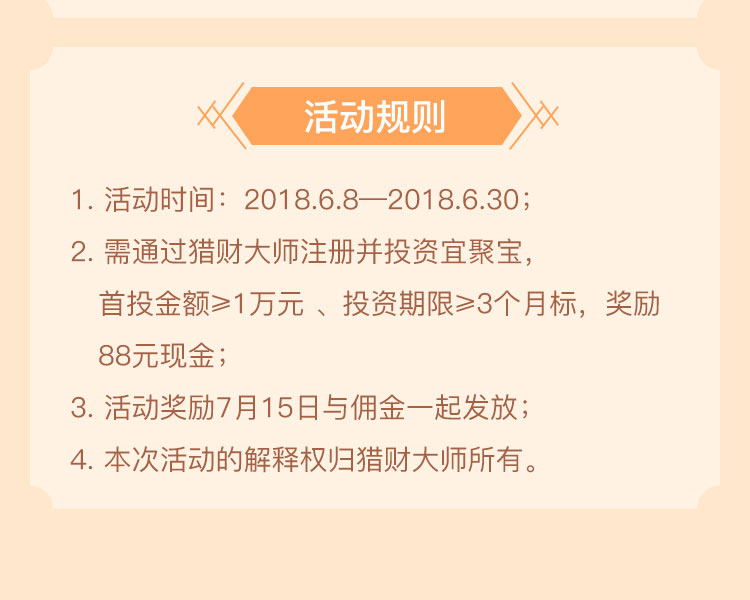 活动规则
1. 活动时间：2018.6.8—2018.6.30；
2. 需通过猎财大师注册并投资宜聚宝，
首投金额≥1万元 、投资期限≥3个月标，奖励
88元现金；
3. 活动奖励7月15日与佣金一起发放；
4. 本次活动的解释权归猎财大师所有。